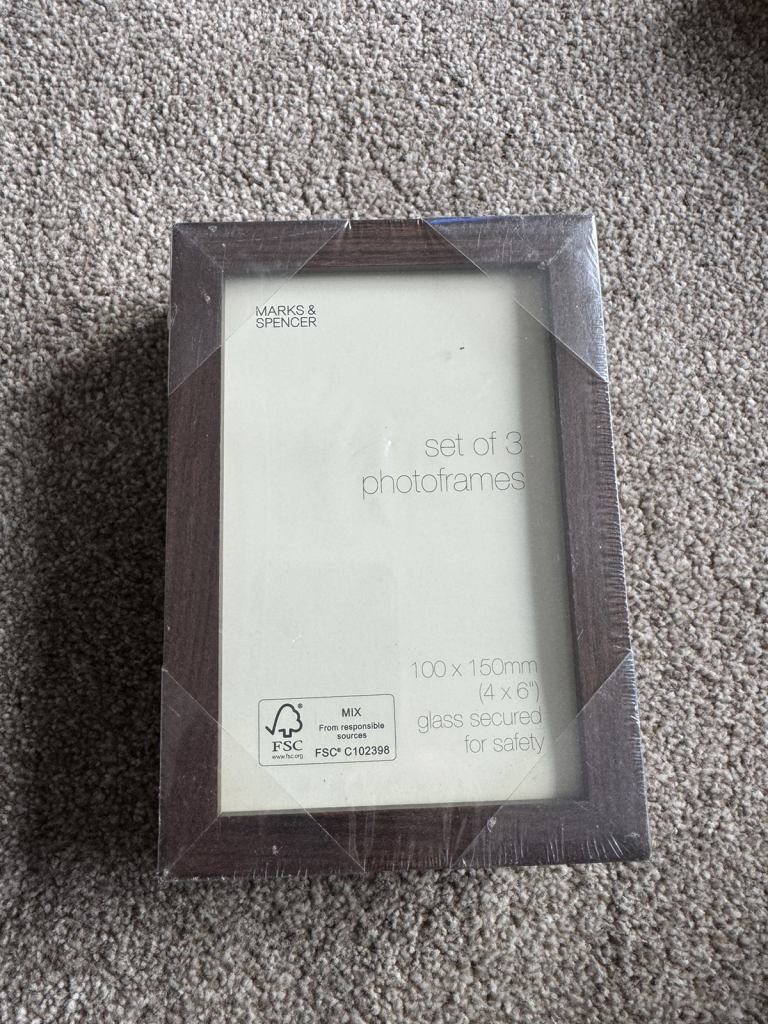 MARKS &
SPENCER
set of 3
photoframes
100 x 150mm
(4 x 6")
glass secured
for safety
®
FSC
www.fsc.org
MIX
From responsible
sources
FSC® C102398